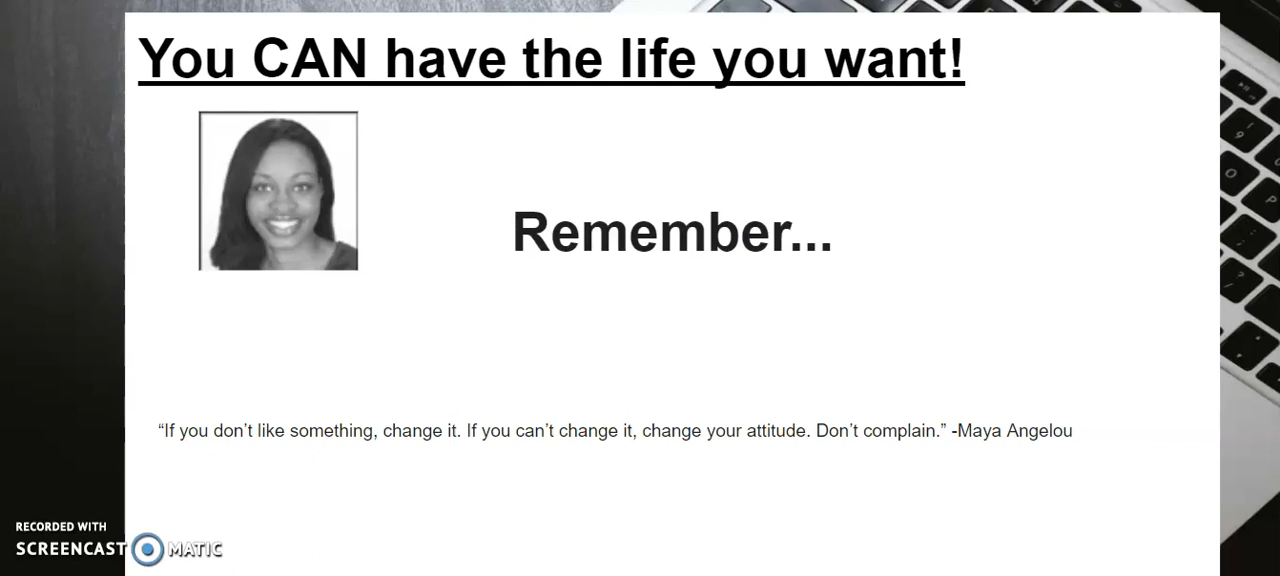 You CAN have the life you want!
Remember...
“If you don’t like something, change it. If you can’t change it, change your attitude. Don’t complain.” -Maya Angelou
RECORDED WITH
SCREENCAST MATIC